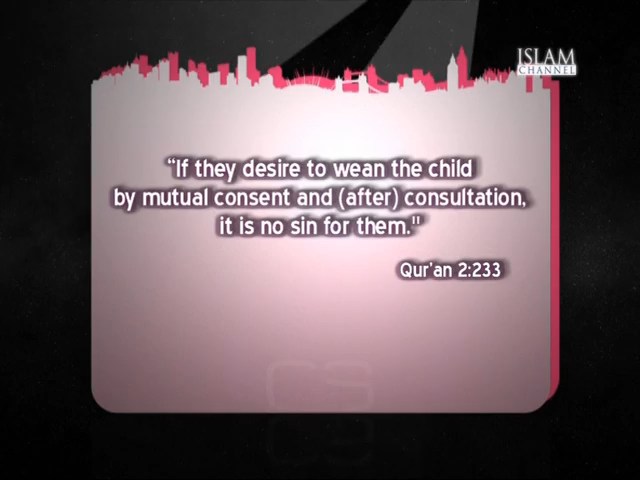 ISLAM
CHANNEL
“If they desire to wean the child
by mutual consent and (after) consultation,
it is no sin for them."
Qur'an 2:233